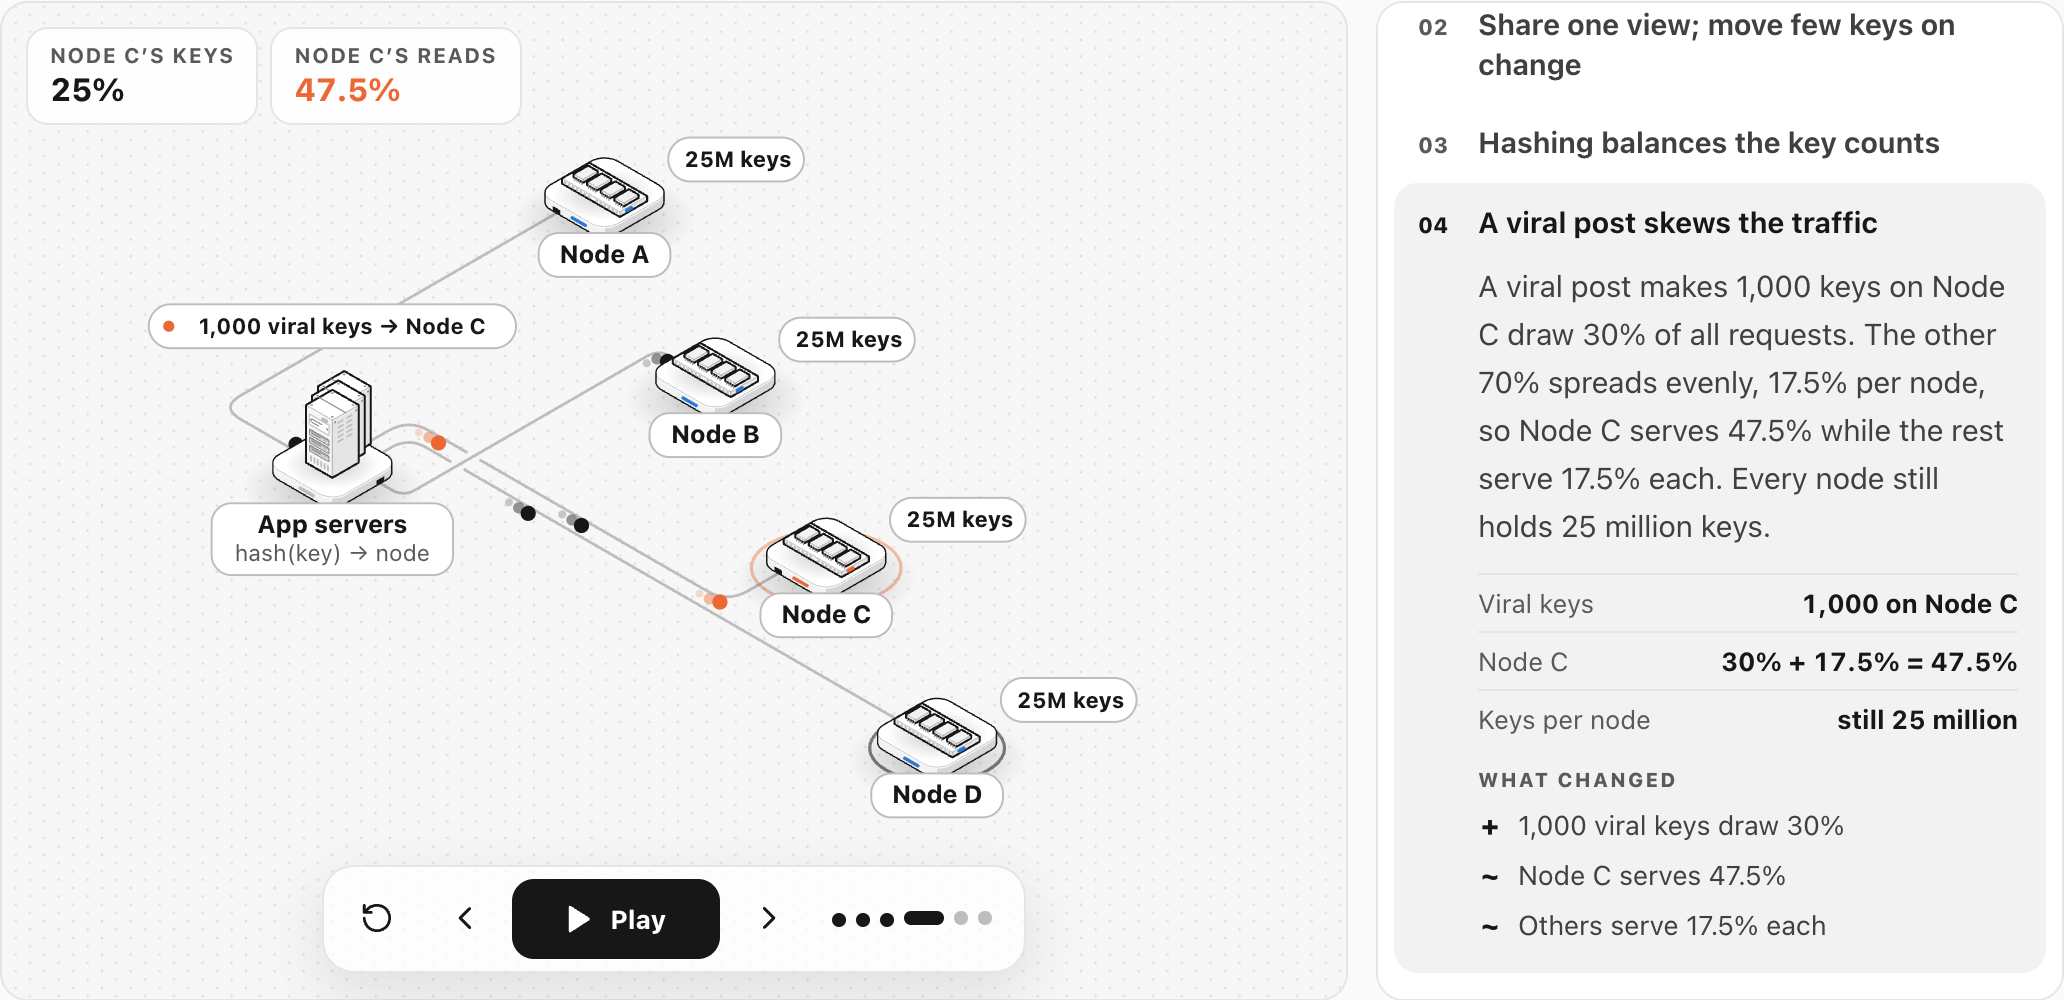 NODE C’S KEYS
25%
NODE C’S READS
47.5%
25M keys
Node A
1,000 viral keys → Node C
25M keys
Node B
App servers
hash(key) → node
25M keys
Node C
25M keys
Node D
Play
02 Share one view; move few keys on
change
03 Hashing balances the key counts
04 A viral post skews the traffic
A viral post makes 1,000 keys on Node
C draw 30% of all requests. The other
70% spreads evenly, 17.5% per node,
so Node C serves 47.5% while the rest
serve 17.5% each. Every node still
holds 25 million keys.
Viral keys 1,000 on Node C
Node C 30% + 17.5% = 47.5%
Keys per node still 25 million
WHAT CHANGED
+ 1,000 viral keys draw 30%
~ Node C serves 47.5%
~ Others serve 17.5% each